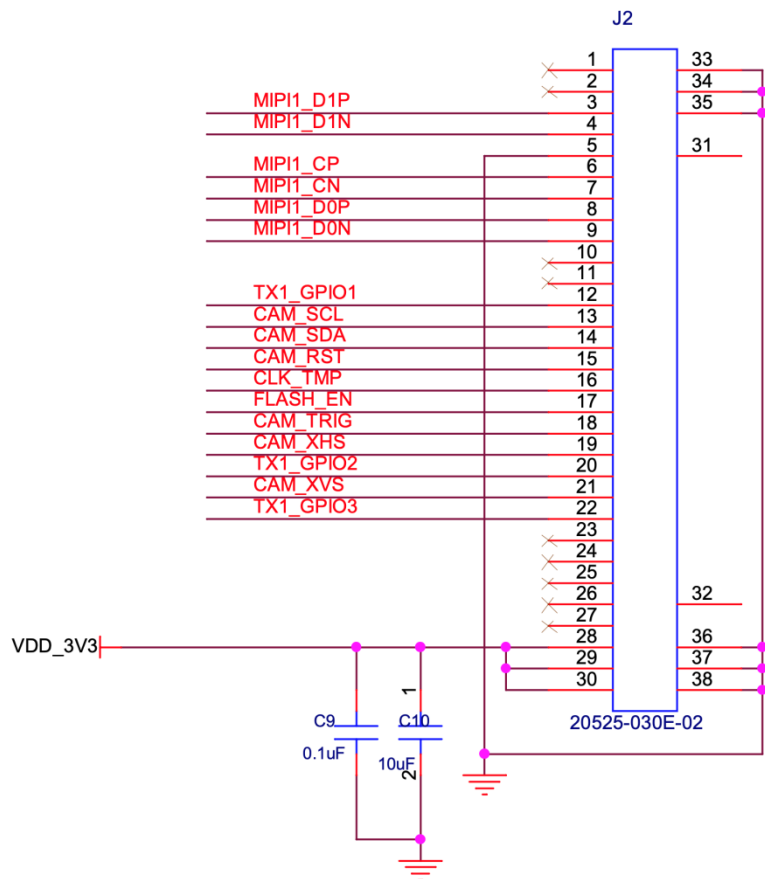 J2
1 33
2 34
MIPI1_D1P 3 35
MIPI1_D1N 4
5 31
MIPI1_CP 6
MIPI1_CN 7
MIPI1_D0P 8
MIPI1_D0N 9
10
11
TX1_GPIO1 12
CAM_SCL 13
CAM_SDA 14
CAM_RST 15
CLK_TMP 16
FLASH_EN 17
CAM_TRIG 18
CAM_XHS 19
TX1_GPIO2 20
CAM_XVS 21
TX1_GPIO3 22
23
24
25
26 32
27
VDD_3V3 28 36
29 37
30 38
1
C9 C10 20525-030E-02
0.1uF 10uF 2